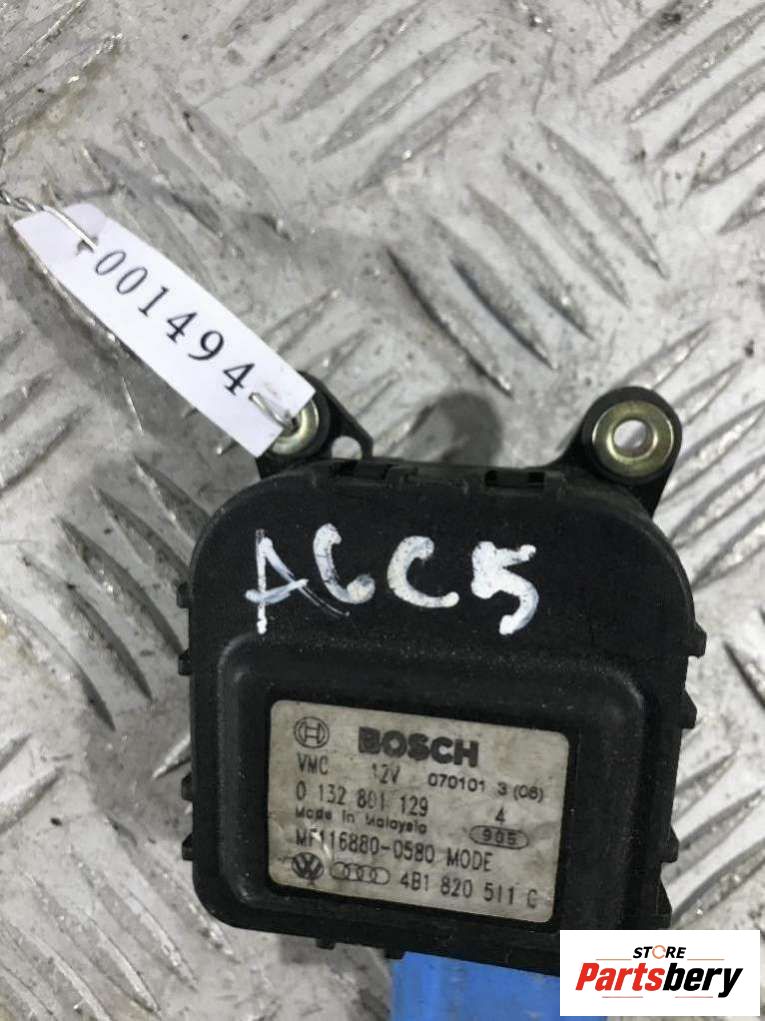 001494
A6C5
BOSCH
VMC 12V 070101 3 (06)
0 132 801 129 4
Made in Malaysia 905
MF116880-0580 MODE
4B1 820 511 C
STORE
Partsbery